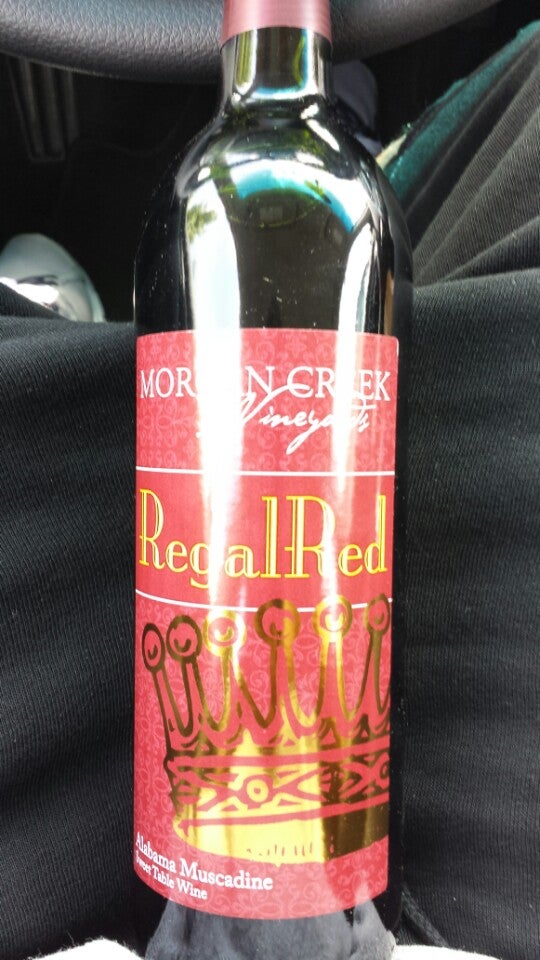 MORGAN CREEK
Vineyards
RegalRed
Alabama Muscadine
Sweet Table Wine